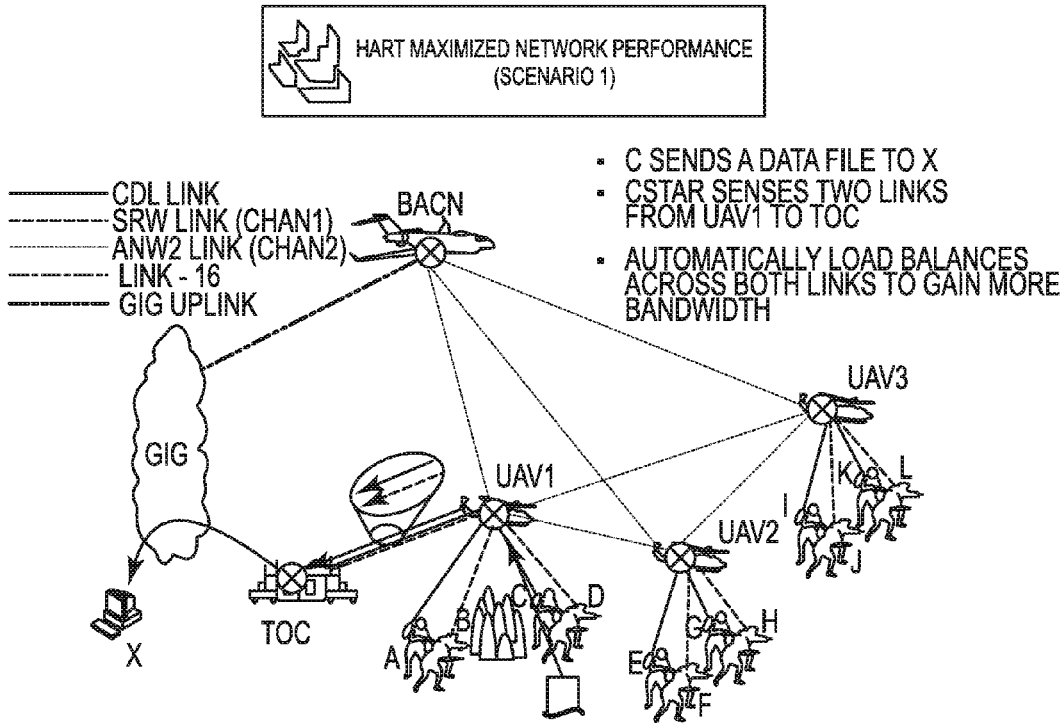 HART MAXIMIZED NETWORK PERFORMANCE
(SCENARIO 1)
CDL LINK
SRW LINK (CHAN1)
ANW2 LINK (CHAN2)
LINK - 16
GIG UPLINK
BACN
▪ C SENDS A DATA FILE TO X
▪ CSTAR SENSES TWO LINKS
FROM UAV1 TO TOC
▪ AUTOMATICALLY LOAD BALANCES
ACROSS BOTH LINKS TO GAIN MORE
BANDWIDTH
UAV3
GIG
UAV1
K
L
I
J
UAV2
X
TOC
A
B
C
D
E
F
G
H